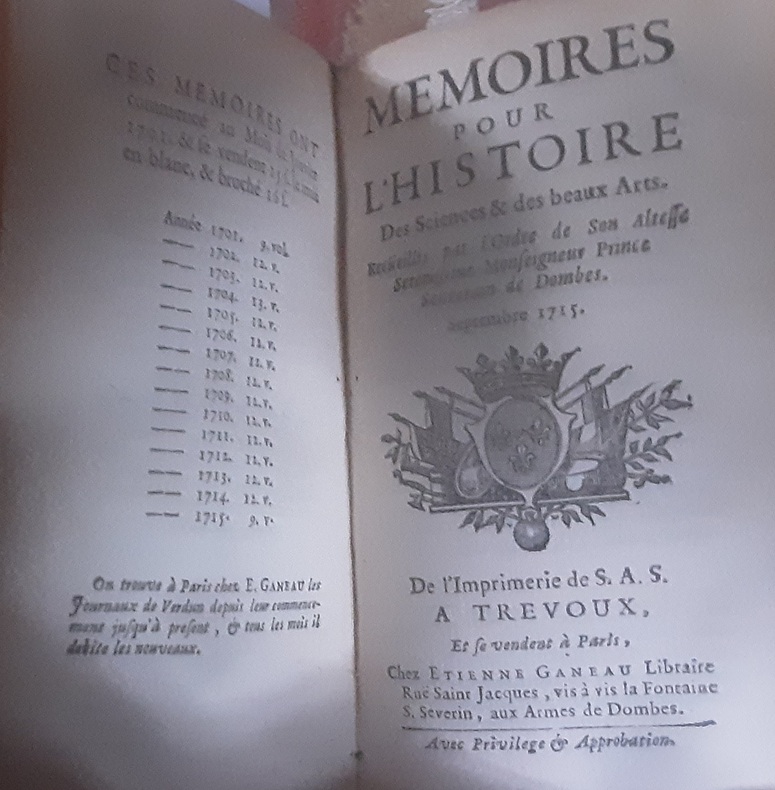 CES MEMOIRES ONT
commencé au Mois de Janvier
1701. & se vendent
en blanc, & broché
Année 1701. 9. vol.
—— 1702. 12. v.
—— 1703. 12. v.
—— 1704. 13. v.
—— 1705. 12. v.
—— 1706. 12. v.
—— 1707. 12. v.
—— 1708. 12. v.
—— 1709. 12. v.
—— 1710. 12. v.
—— 1711. 12. v.
—— 1712. 12. v.
—— 1713. 12. v.
—— 1714. 12. v.
—— 1715. 9. v.
On trouve à Paris chez E. GANEAU les
Journaux de Verdun depuis leur commence-
ment jusqu'à present, & tous les mois il
debite les nouveaux.
MEMOIRES
POUR
L'HISTOIRE
Des Sciences & des beaux Arts.
Recueillis par l'Ordre de Son Altesse
Serenissime Monseigneur Prince
Souverain de Dombes.
Septembre 1715.
De l'Imprimerie de S. A. S.
A TREVOUX,
Et se vendent à Paris,
Chez ETIENNE GANEAU Libraire
Ruë Saint Jacques, vis à vis la Fontaine
S. Severin, aux Armes de Dombes.
Avec Privilege & Approbation.